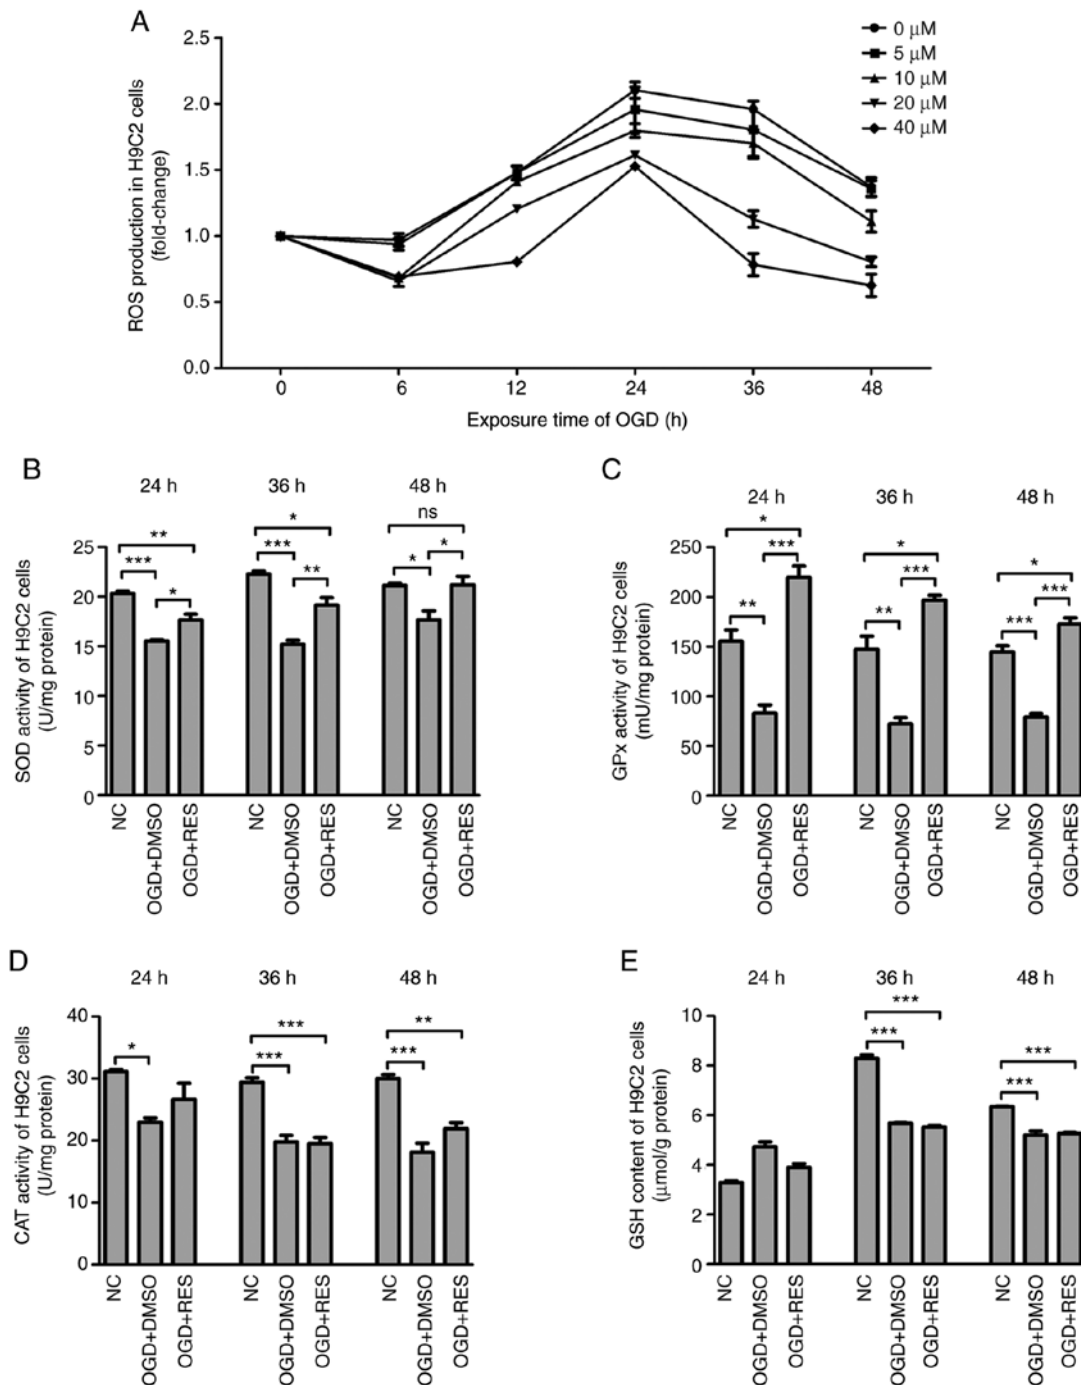 A
ROS production in H9C2 cells
(fold-change)
2.5
2.0
1.5
1.0
0.5
0.0
0 6 12 24 36 48
Exposure time of OGD (h)
0 μM
5 μM
10 μM
20 μM
40 μM
B
24 h 36 h 48 h
SOD activity of H9C2 cells
(U/mg protein)
25
20
15
10
5
0
** * ns
*** *** * *
* **
NC OGD+DMSO OGD+RES NC OGD+DMSO OGD+RES NC OGD+DMSO OGD+RES
C
24 h 36 h 48 h
GPx activity of H9C2 cells
(mU/mg protein)
250
200
150
100
50
0
* * *
*** *** ***
** ** ***
NC OGD+DMSO OGD+RES NC OGD+DMSO OGD+RES NC OGD+DMSO OGD+RES
D
24 h 36 h 48 h
CAT activity of H9C2 cells
(U/mg protein)
40
30
20
10
0
*** **
* *** ***
NC OGD+DMSO OGD+RES NC OGD+DMSO OGD+RES NC OGD+DMSO OGD+RES
E
24 h 36 h 48 h
GSH content of H9C2 cells
(μmol/g protein)
10
8
6
4
2
0
*** ***
*** ***
NC OGD+DMSO OGD+RES NC OGD+DMSO OGD+RES NC OGD+DMSO OGD+RES